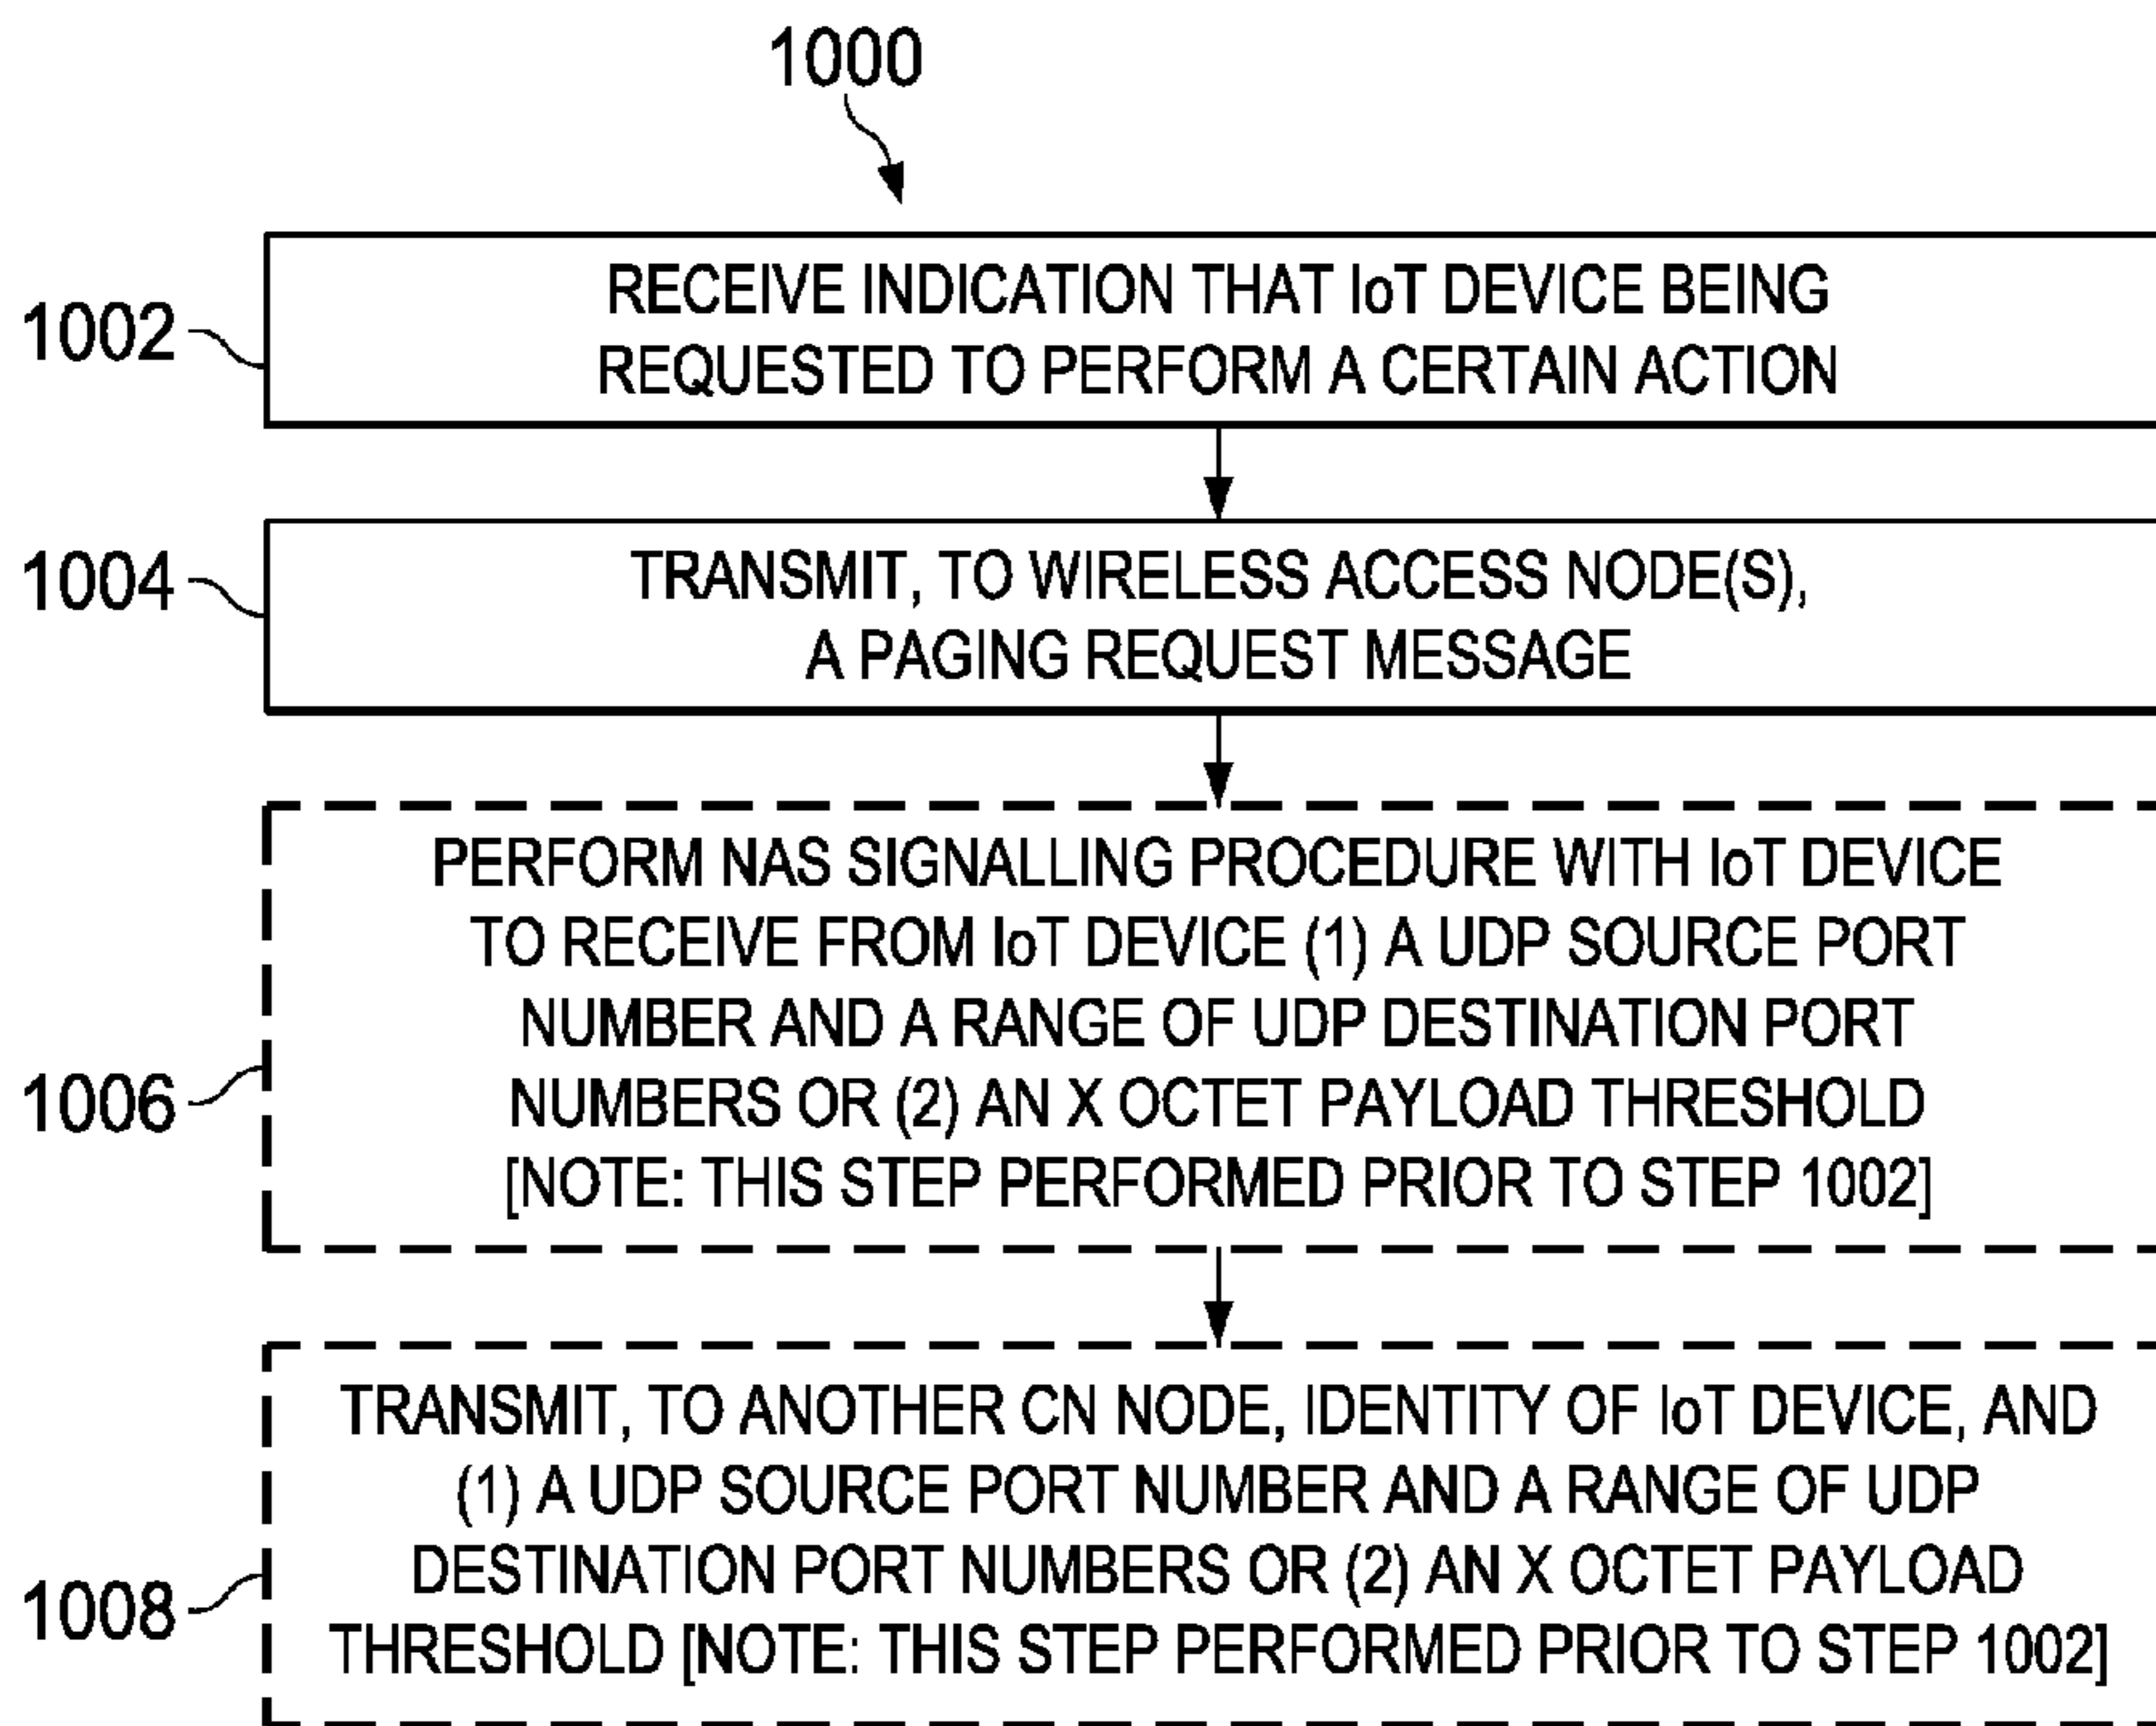 1000
1002
RECEIVE INDICATION THAT IoT DEVICE BEING
REQUESTED TO PERFORM A CERTAIN ACTION
1004
TRANSMIT, TO WIRELESS ACCESS NODE(S),
A PAGING REQUEST MESSAGE
1006
PERFORM NAS SIGNALLING PROCEDURE WITH IoT DEVICE
TO RECEIVE FROM IoT DEVICE (1) A UDP SOURCE PORT
NUMBER AND A RANGE OF UDP DESTINATION PORT
NUMBERS OR (2) AN X OCTET PAYLOAD THRESHOLD
[NOTE: THIS STEP PERFORMED PRIOR TO STEP 1002]
1008
TRANSMIT, TO ANOTHER CN NODE, IDENTITY OF IoT DEVICE, AND
(1) A UDP SOURCE PORT NUMBER AND A RANGE OF UDP
DESTINATION PORT NUMBERS OR (2) AN X OCTET PAYLOAD
THRESHOLD [NOTE: THIS STEP PERFORMED PRIOR TO STEP 1002]